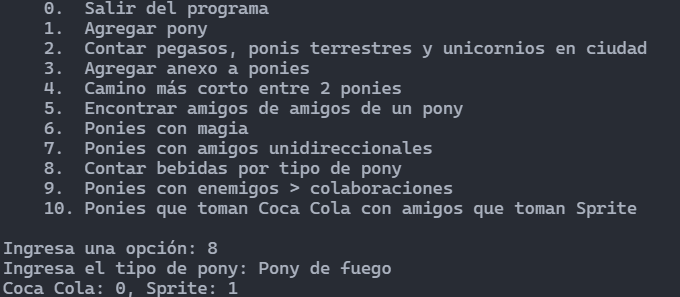 0. Salir del programa
1. Agregar pony
2. Contar pegasos, ponis terrestres y unicornios en ciudad
3. Agregar anexo a ponies
4. Camino más corto entre 2 ponies
5. Encontrar amigos de amigos de un pony
6. Ponies con magia
7. Ponies con amigos unidireccionales
8. Contar bebidas por tipo de pony
9. Ponies con enemigos > colaboraciones
10. Ponies que toman Coca Cola con amigos que toman Sprite
Ingresa una opción: 8
Ingresa el tipo de pony: Pony de fuego
Coca Cola: 0, Sprite: 1